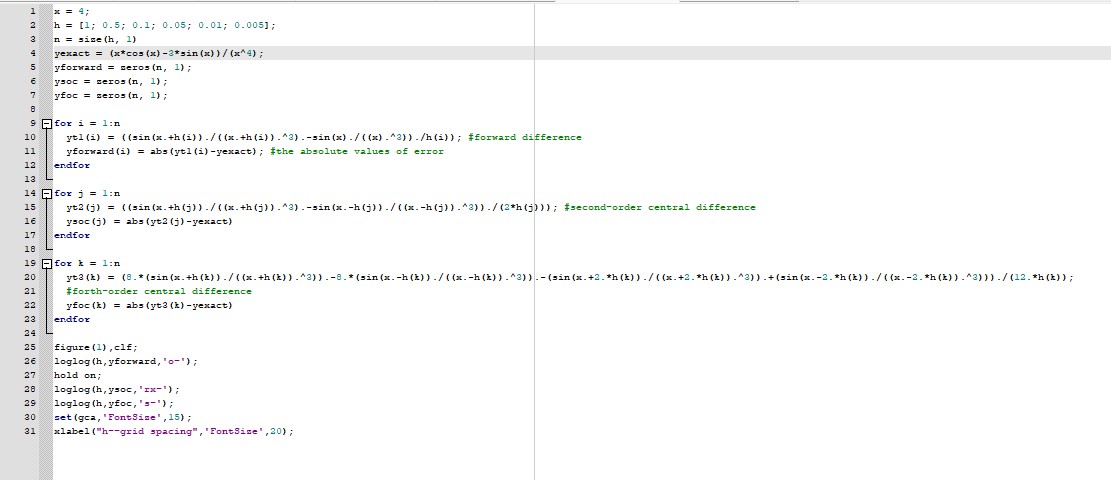 1 x = 4;
2 h = [1; 0.5; 0.1; 0.05; 0.01; 0.005];
3 n = size(h, 1)
4 yexact = (x*cos(x)-3*sin(x))/(x^4);
5 yforward = zeros(n, 1);
6 ysoc = zeros(n, 1);
7 yfoc = zeros(n, 1);
8
9 for i = 1:n
10 yt1(i) = ((sin(x.+h(i))./((x.+h(i)).^3).-sin(x)./((x).^3))./h(i)); #forward difference
11 yforward(i) = abs(yt1(i)-yexact); #the absolute values of error
12 endfor
13
14 for j = 1:n
15 yt2(j) = ((sin(x.+h(j))./((x.+h(j)).^3).-sin(x.-h(j))./((x.-h(j)).^3))./(2*h(j))); #second-order central difference
16 ysoc(j) = abs(yt2(j)-yexact)
17 endfor
18
19 for k = 1:n
20 yt3(k) = (8.*(sin(x.+h(k))./((x.+h(k)).^3)).-8.*(sin(x.-h(k))./((x.-h(k)).^3)).-(sin(x.+2.*h(k))./((x.+2.*h(k)).^3)).+(sin(x.-2.*h(k))./((x.-2.*h(k)).^3)))./(12.*h(k));
21 #forth-order central difference
22 yfoc(k) = abs(yt3(k)-yexact)
23 endfor
24
25 figure(1),clf;
26 loglog(h,yforward,'o-');
27 hold on;
28 loglog(h,ysoc,'rx-');
29 loglog(h,yfoc,'s-');
30 set(gca,'FontSize',15);
31 xlabel("h--grid spacing",'FontSize',20);